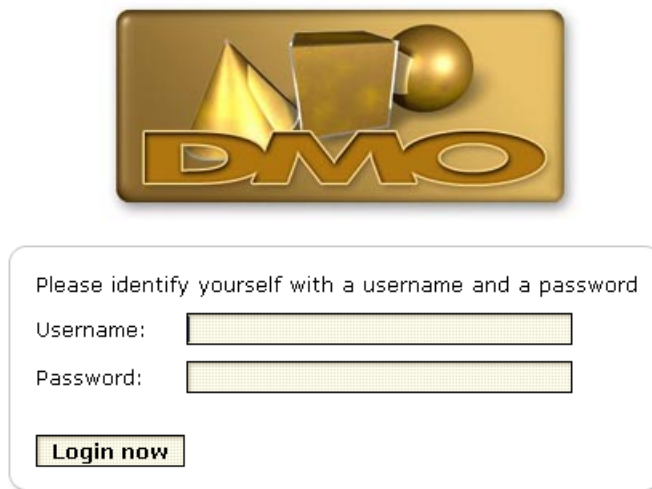 DMO
Please identify yourself with a username and a password
Username:
Password:
Login now